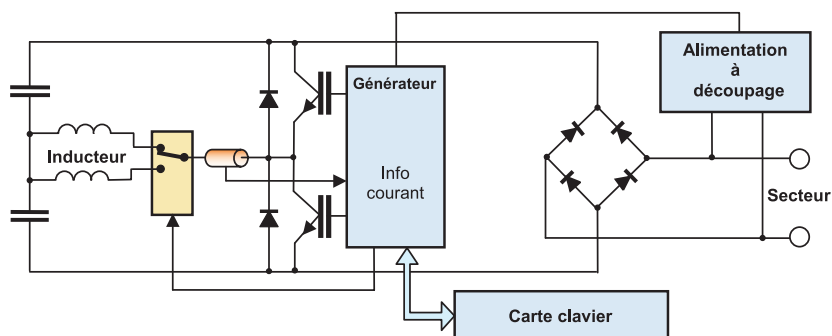 Alimentation
à
découpage
Générateur
Inducteur
Info
courant
Secteur
Carte clavier